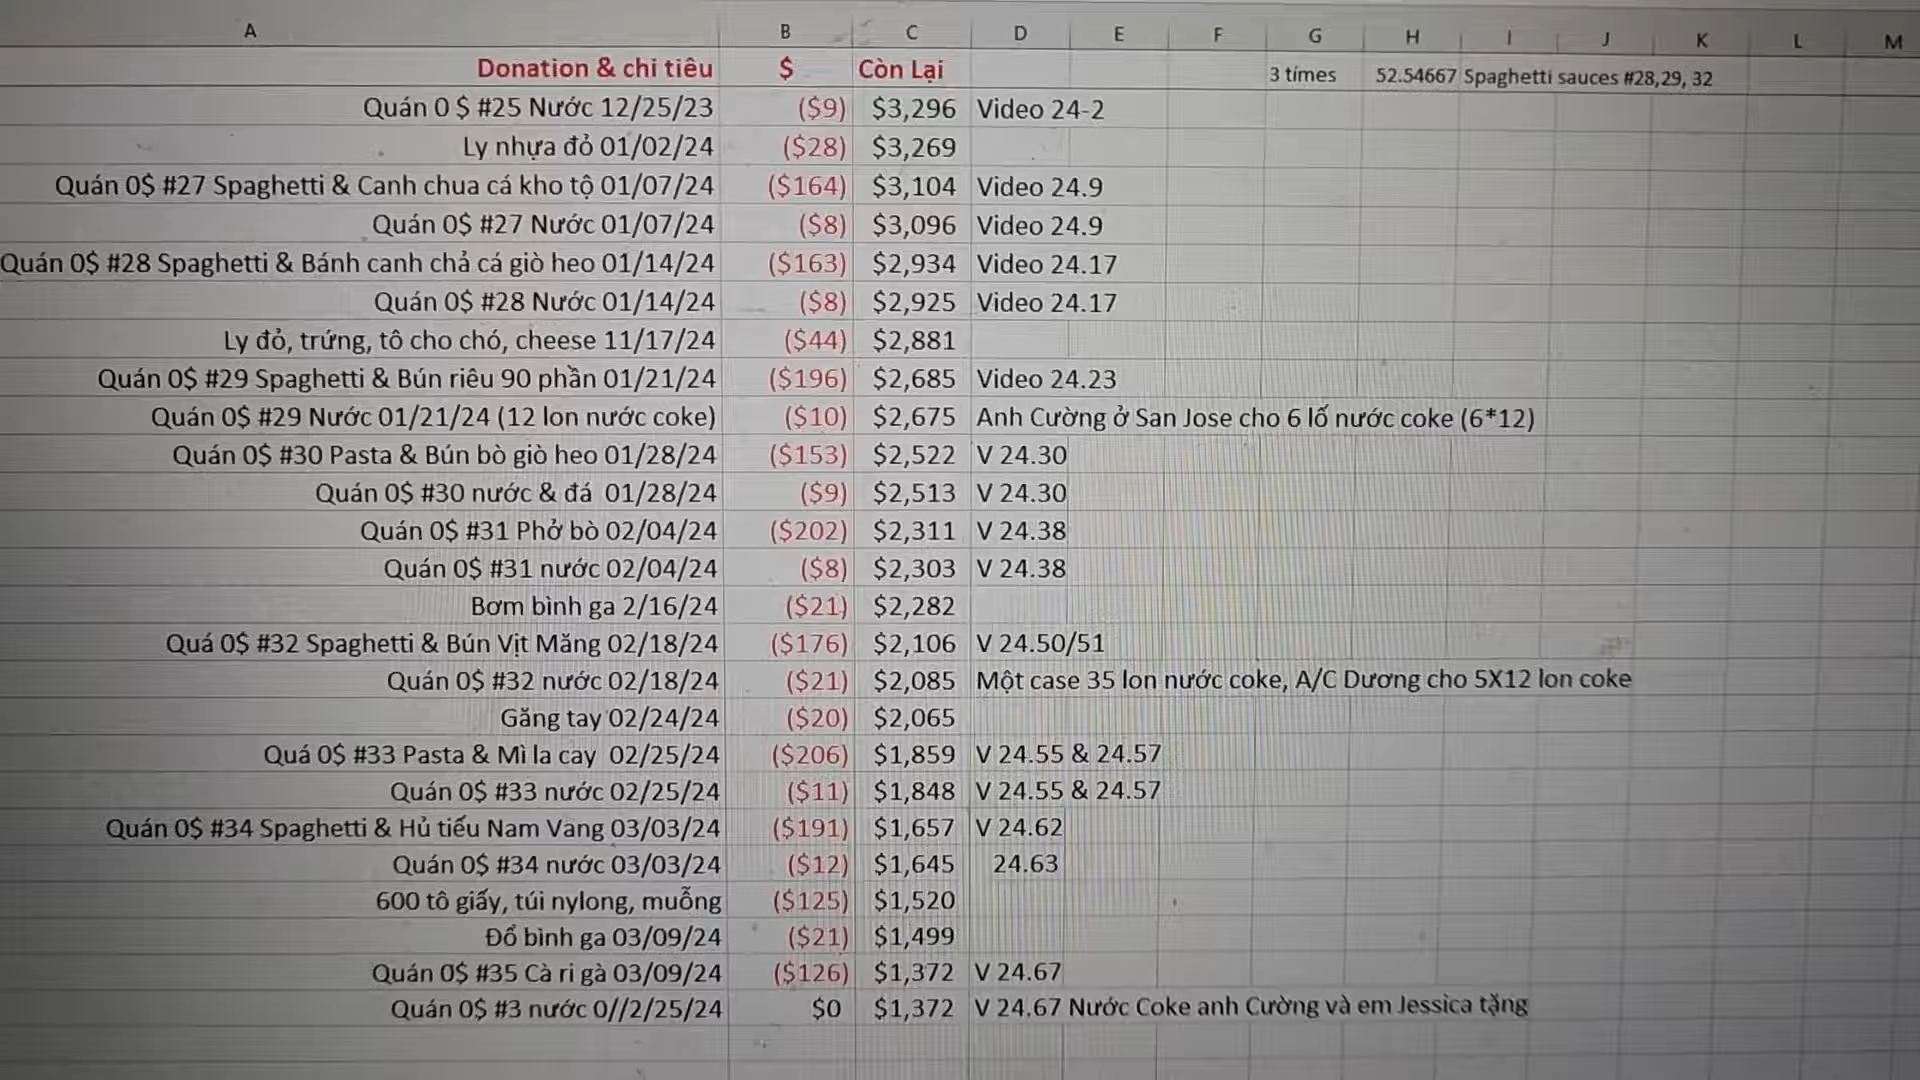 A B C D E F G H I J K L M
Donation & chi tiêu $ Còn Lại 3 times 52.54667 Spaghetti sauces #28,29, 32
Quán 0 $ #25 Nước 12/25/23 ($9) $3,296 Video 24-2
Ly nhựa đỏ 01/02/24 ($28) $3,269
Quán 0$ #27 Spaghetti & Canh chua cá kho tộ 01/07/24 ($164) $3,104 Video 24.9
Quán 0$ #27 Nước 01/07/24 ($8) $3,096 Video 24.9
Quán 0$ #28 Spaghetti & Bánh canh chả cá giò heo 01/14/24 ($163) $2,934 Video 24.17
Quán 0$ #28 Nước 01/14/24 ($8) $2,925 Video 24.17
Ly đỏ, trứng, tô cho chó, cheese 11/17/24 ($44) $2,881
Quán 0$ #29 Spaghetti & Bún riêu 90 phần 01/21/24 ($196) $2,685 Video 24.23
Quán 0$ #29 Nước 01/21/24 (12 lon nước coke) ($10) $2,675 Anh Cường ở San Jose cho 6 lố nước coke (6*12)
Quán 0$ #30 Pasta & Bún bò giò heo 01/28/24 ($153) $2,522 V 24.30
Quán 0$ #30 nước & đá 01/28/24 ($9) $2,513 V 24.30
Quán 0$ #31 Phở bò 02/04/24 ($202) $2,311 V 24.38
Quán 0$ #31 nước 02/04/24 ($8) $2,303 V 24.38
Bơm bình ga 2/16/24 ($21) $2,282
Quá 0$ #32 Spaghetti & Bún Vịt Măng 02/18/24 ($176) $2,106 V 24.50/51
Quán 0$ #32 nước 02/18/24 ($21) $2,085 Một case 35 lon nước coke, A/C Dương cho 5X12 lon coke
Găng tay 02/24/24 ($20) $2,065
Quá 0$ #33 Pasta & Mì la cay 02/25/24 ($206) $1,859 V 24.55 & 24.57
Quán 0$ #33 nước 02/25/24 ($11) $1,848 V 24.55 & 24.57
Quán 0$ #34 Spaghetti & Hủ tiếu Nam Vang 03/03/24 ($191) $1,657 V 24.62
Quán 0$ #34 nước 03/03/24 ($12) $1,645 24.63
600 tô giấy, túi nylong, muỗng ($125) $1,520
Đổ bình ga 03/09/24 ($21) $1,499
Quán 0$ #35 Cà ri gà 03/09/24 ($126) $1,372 V 24.67
Quán 0$ #3 nước 0//2/25/24 $0 $1,372 V 24.67 Nước Coke anh Cường và em Jessica tặng